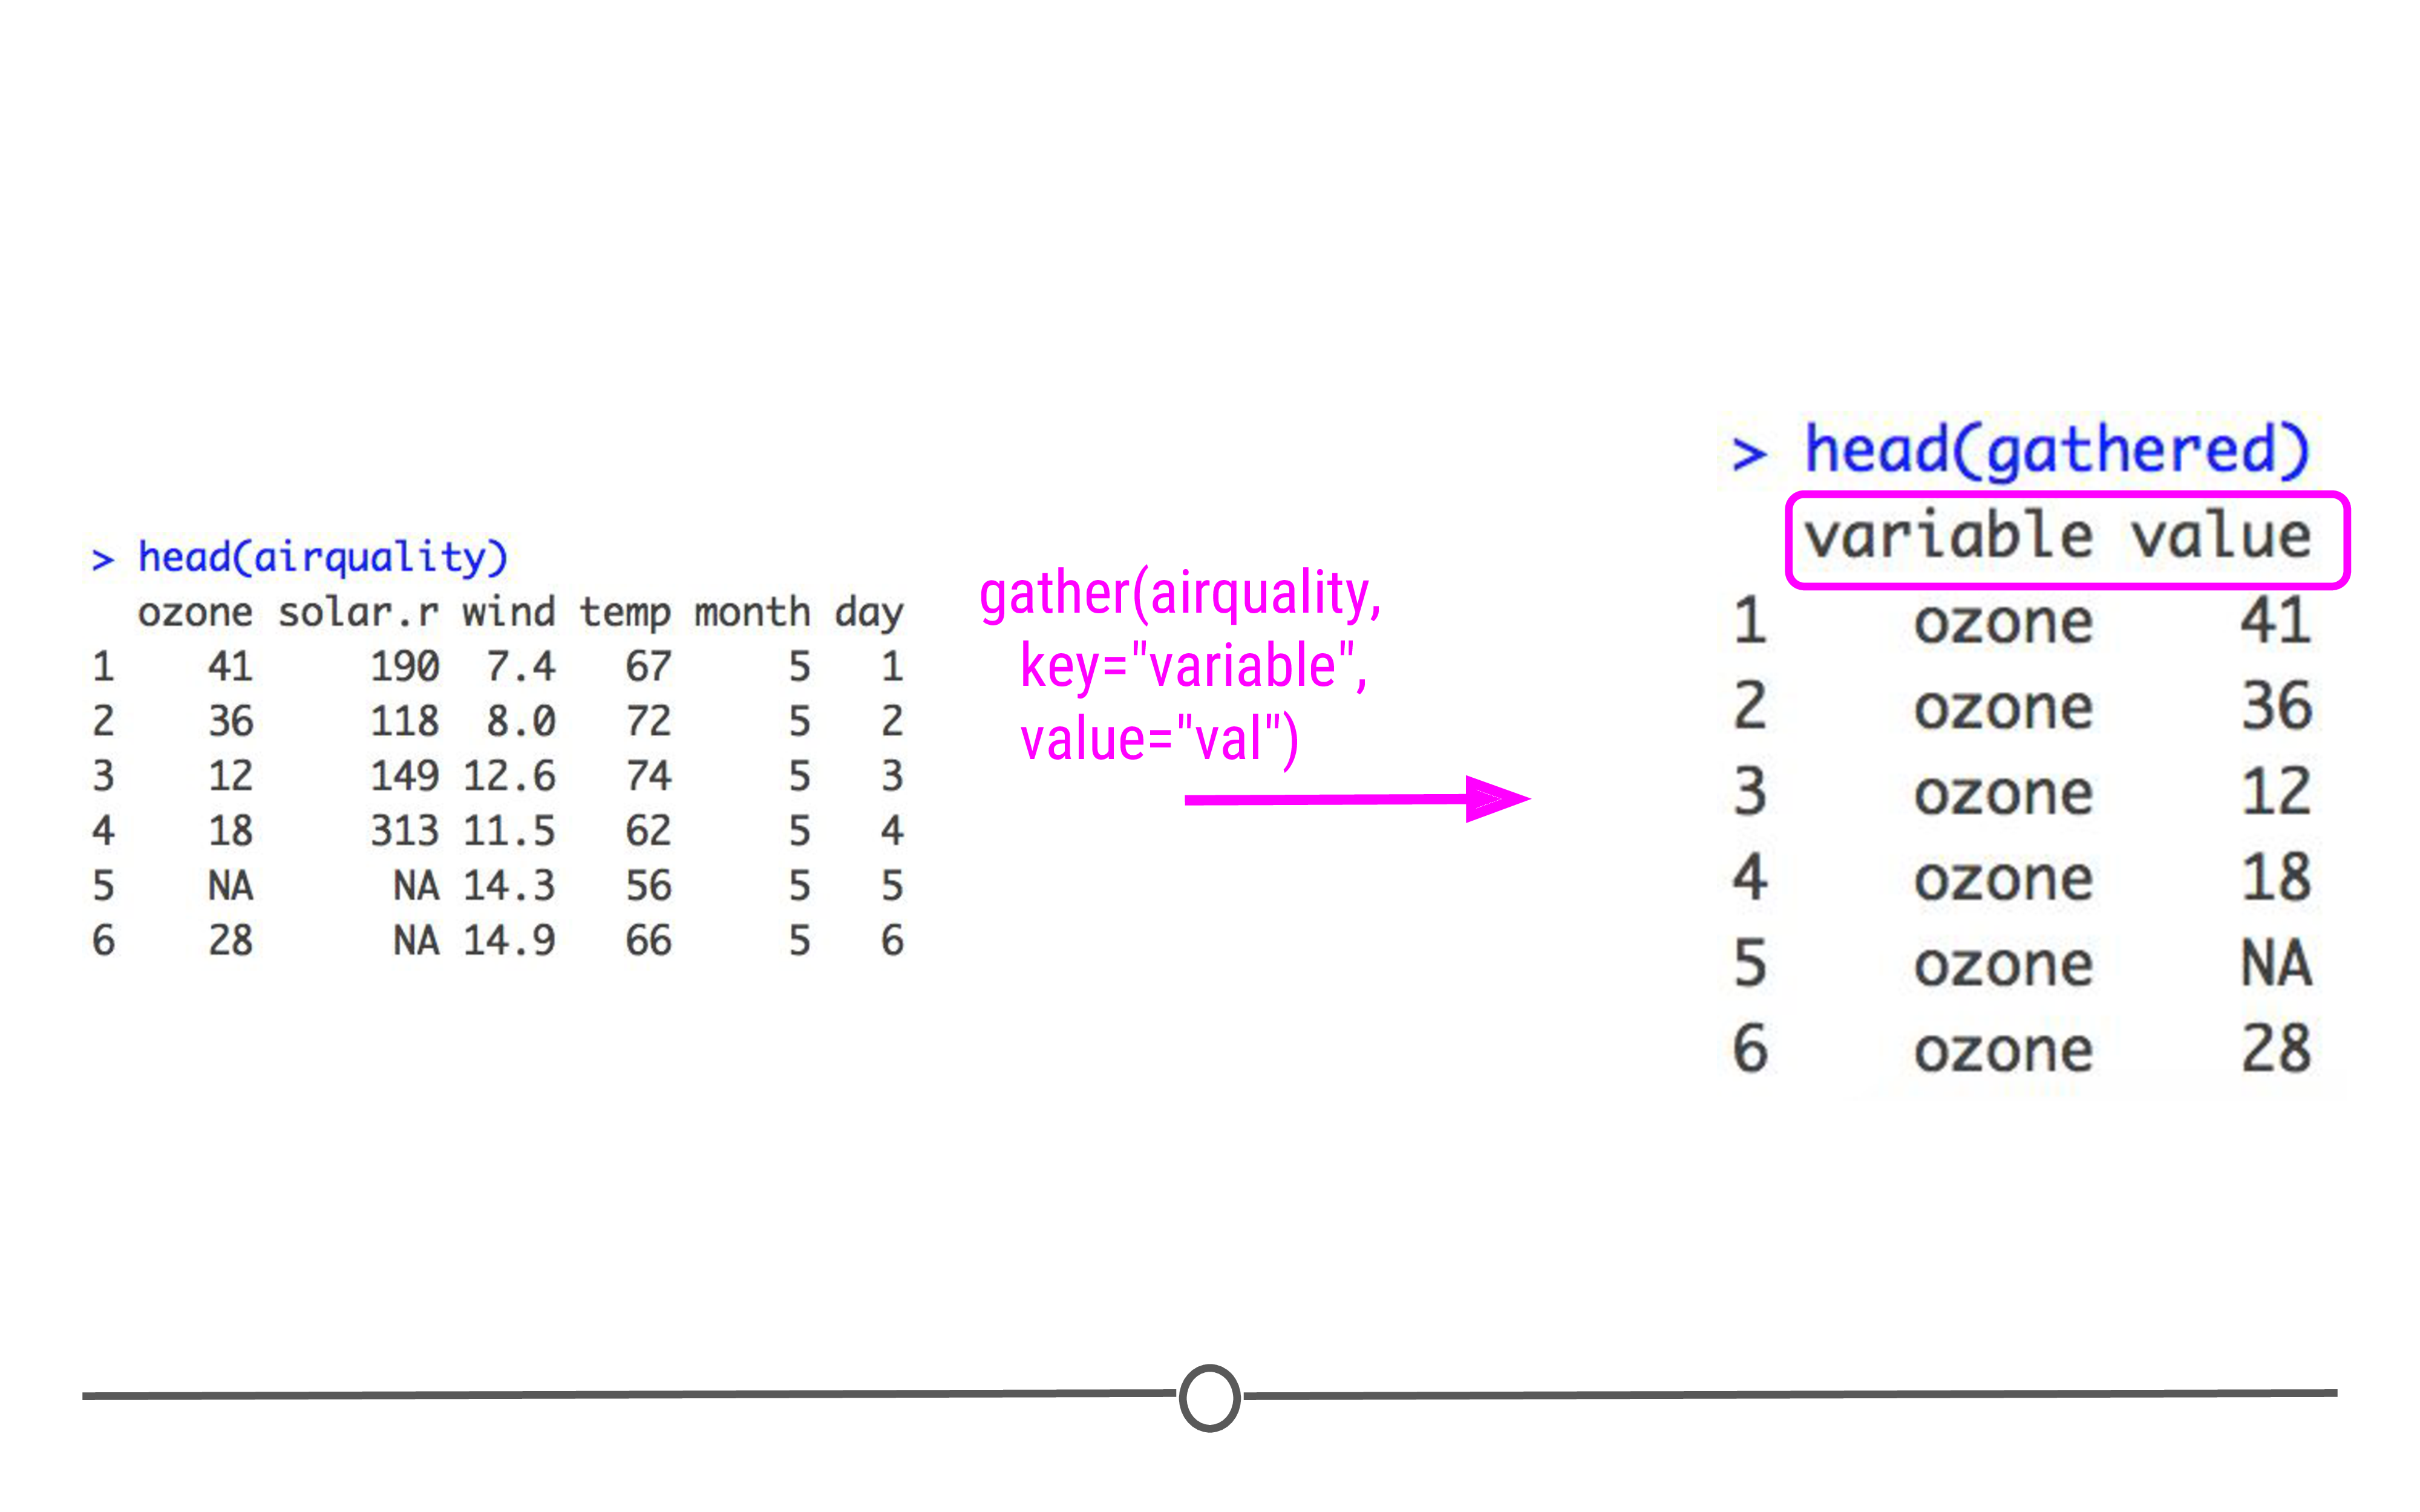 > head(airquality)
ozone solar.r wind temp month day
1 41 190 7.4 67 5 1
2 36 118 8.0 72 5 2
3 12 149 12.6 74 5 3
4 18 313 11.5 62 5 4
5 NA NA 14.3 56 5 5
6 28 NA 14.9 66 5 6
gather(airquality,
key="variable",
value="val")
> head(gathered)
variable value
1 ozone 41
2 ozone 36
3 ozone 12
4 ozone 18
5 ozone NA
6 ozone 28